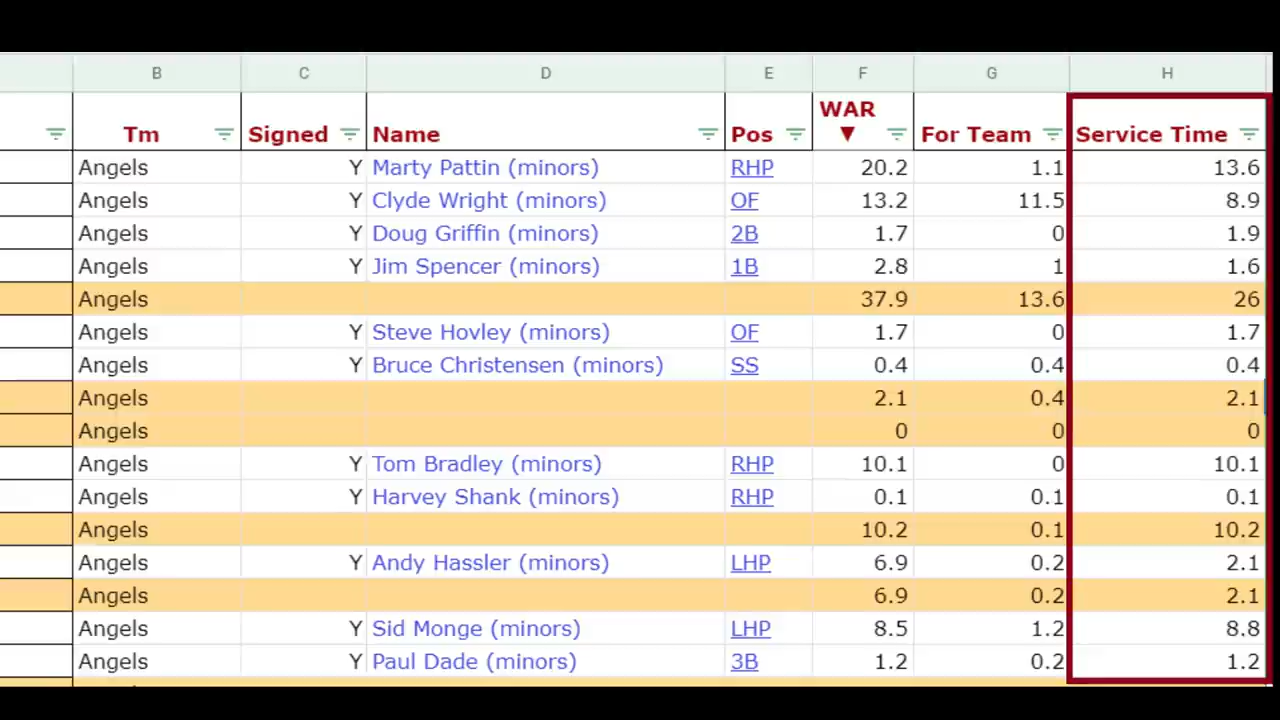 B C D E F G H
Tm Signed Name Pos WAR ▼ For Team Service Time
Angels Y Marty Pattin (minors) RHP 20.2 1.1 13.6
Angels Y Clyde Wright (minors) OF 13.2 11.5 8.9
Angels Y Doug Griffin (minors) 2B 1.7 0 1.9
Angels Y Jim Spencer (minors) 1B 2.8 1 1.6
Angels 37.9 13.6 26
Angels Y Steve Hovley (minors) OF 1.7 0 1.7
Angels Y Bruce Christensen (minors) SS 0.4 0.4 0.4
Angels 2.1 0.4 2.1
Angels 0 0 0
Angels Y Tom Bradley (minors) RHP 10.1 0 10.1
Angels Y Harvey Shank (minors) RHP 0.1 0.1 0.1
Angels 10.2 0.1 10.2
Angels Y Andy Hassler (minors) LHP 6.9 0.2 2.1
Angels 6.9 0.2 2.1
Angels Y Sid Monge (minors) LHP 8.5 1.2 8.8
Angels Y Paul Dade (minors) 3B 1.2 0.2 1.2